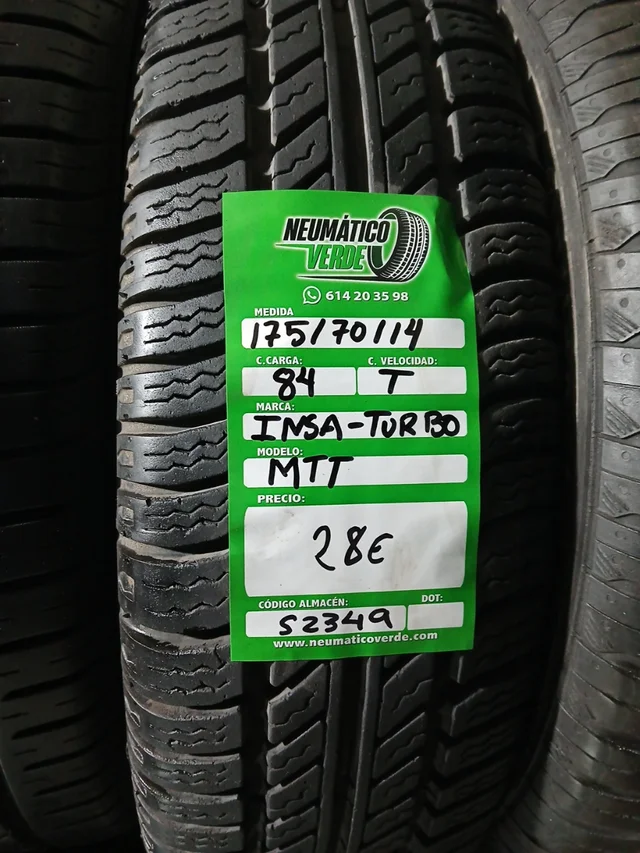 NEUMÁTICO
VERDE
614 20 35 98
MEDIDA
175/70/14
C.CARGA: C. VELOCIDAD:
84 T
MARCA:
INSA-TURBO
MODELO:
MTT
PRECIO:
28€
CÓDIGO ALMACÉN: DOT:
S2349
www.neumaticoverde.com